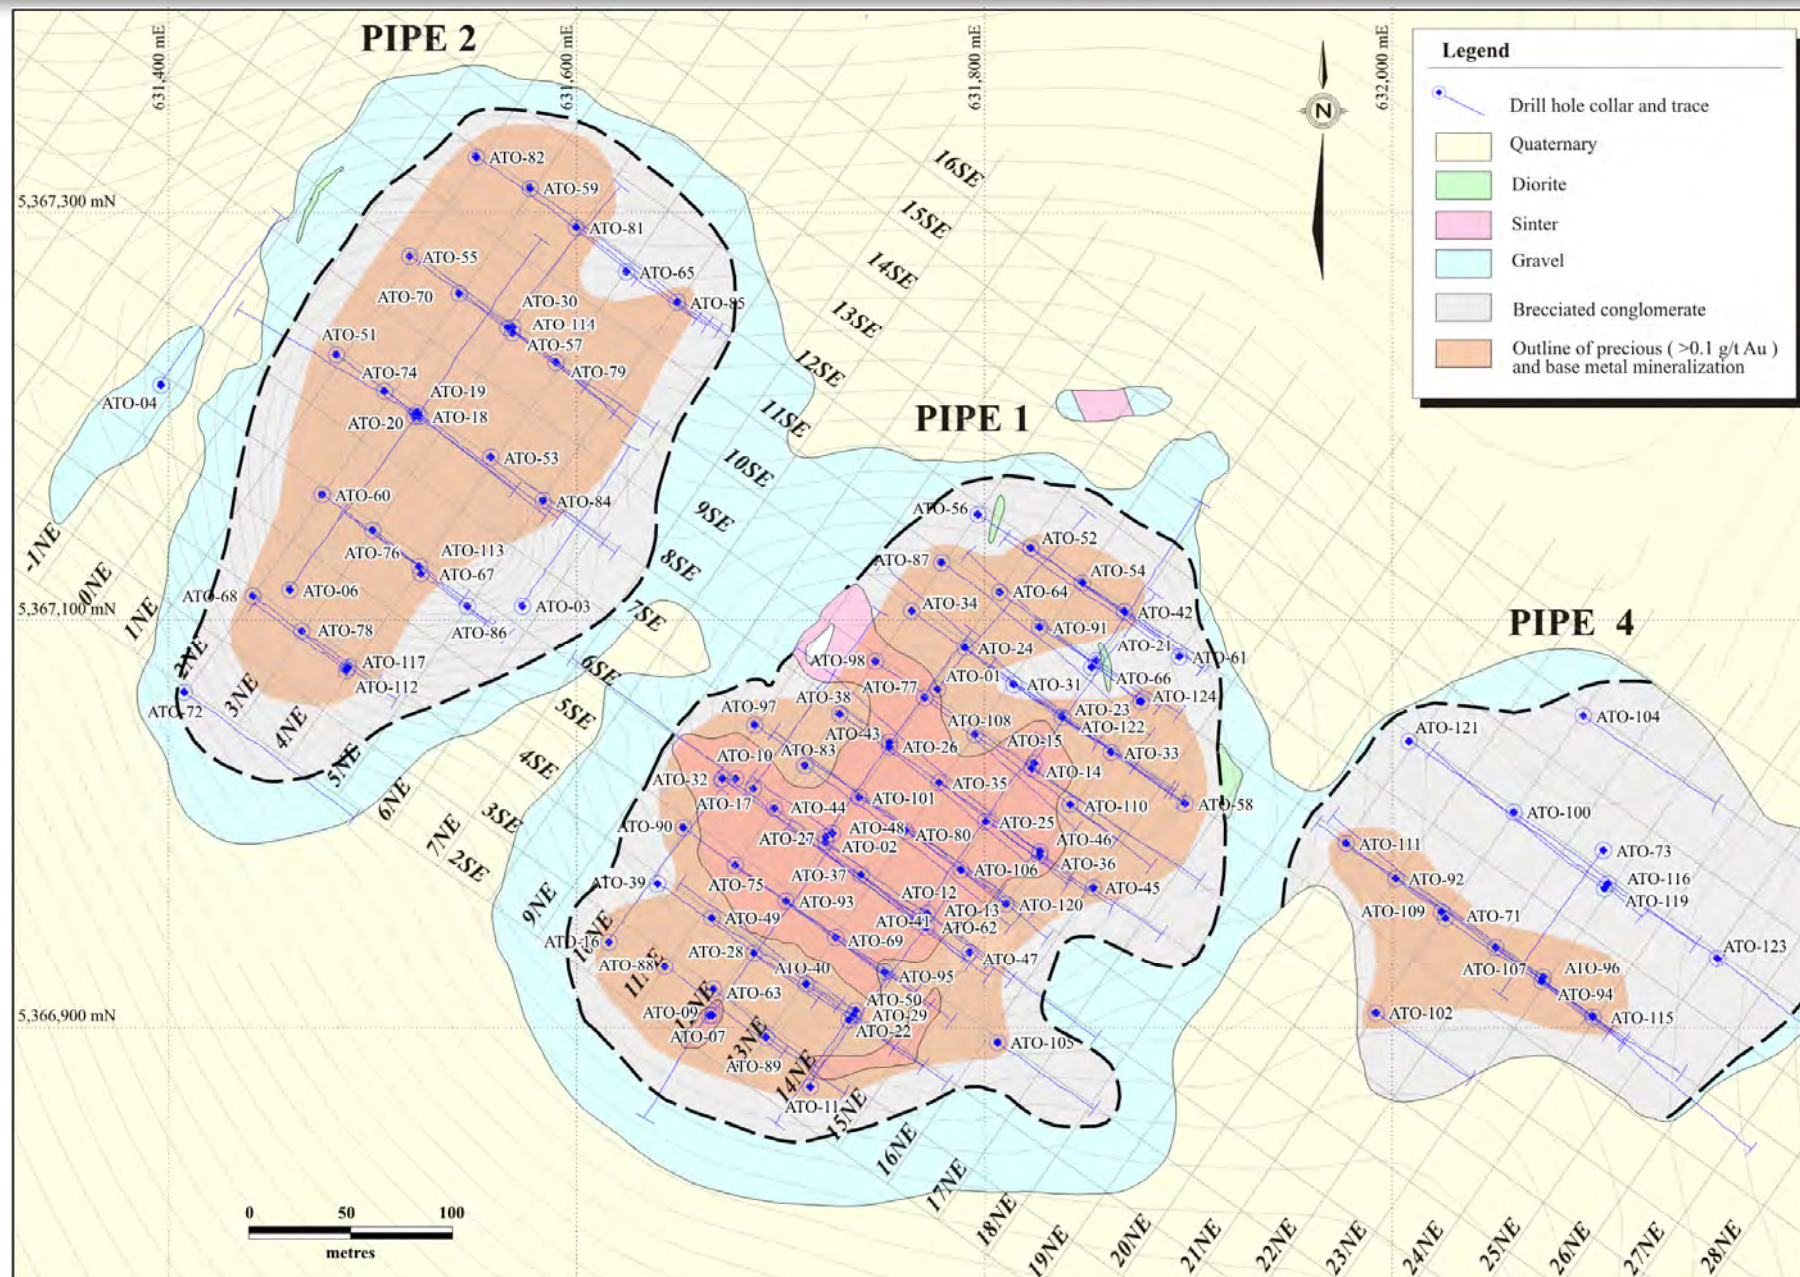 PIPE 2
631,400 mE
631,600 mE
631,800 mE
632,000 mE
Legend
Drill hole collar and trace
Quaternary
Diorite
Sinter
Gravel
Brecciated conglomerate
Outline of precious ( >0.1 g/t Au )
and base metal mineralization
N
5,367,300 mN
5,367,100 mN
5,366,900 mN
ATO-82
ATO-59
ATO-81
ATO-65
ATO-85
ATO-55
ATO-70
ATO-30
ATO-114
ATO-57
ATO-79
ATO-51
ATO-74
ATO-19
ATO-18
ATO-20
ATO-04
ATO-53
ATO-84
ATO-60
ATO-76
ATO-113
ATO-67
ATO-06
ATO-68
ATO-03
ATO-86
ATO-78
ATO-117
ATO-112
ATO-72
16SE
15SE
14SE
13SE
12SE
11SE
10SE
9SE
8SE
7SE
6SE
5SE
4SE
3SE
2SE
-1NE
0NE
1NE
2NE
3NE
4NE
5NE
6NE
7NE
9NE
10NE
11NE
12NE
13NE
14NE
15NE
16NE
17NE
18NE
19NE
20NE
21NE
22NE
23NE
24NE
25NE
26NE
27NE
28NE
PIPE 1
ATO-56
ATO-52
ATO-87
ATO-54
ATO-64
ATO-34
ATO-42
ATO-91
ATO-24
ATO-21
ATO-61
ATO-98
ATO-01
ATO-31
ATO-66
ATO-77
ATO-124
ATO-38
ATO-23
ATO-97
ATO-108
ATO-122
ATO-43
ATO-15
ATO-10
ATO-83
ATO-26
ATO-33
ATO-32
ATO-14
ATO-35
ATO-17
ATO-44
ATO-101
ATO-110
ATO-58
ATO-90
ATO-48
ATO-80
ATO-25
ATO-27
ATO-02
ATO-46
ATO-106
ATO-36
ATO-37
ATO-39
ATO-75
ATO-45
ATO-12
ATO-93
ATO-13
ATO-120
ATO-49
ATO-41
ATO-62
ATO-16
ATO-69
ATO-28
ATO-47
ATO-88
ATO-40
ATO-95
ATO-63
ATO-50
ATO-09
ATO-29
ATO-22
ATO-07
ATO-105
ATO-89
ATO-11
PIPE 4
ATO-104
ATO-121
ATO-100
ATO-111
ATO-73
ATO-92
ATO-116
ATO-119
ATO-109
ATO-71
ATO-123
ATO-107
ATO-96
ATO-94
ATO-102
ATO-115
0 50 100
metres